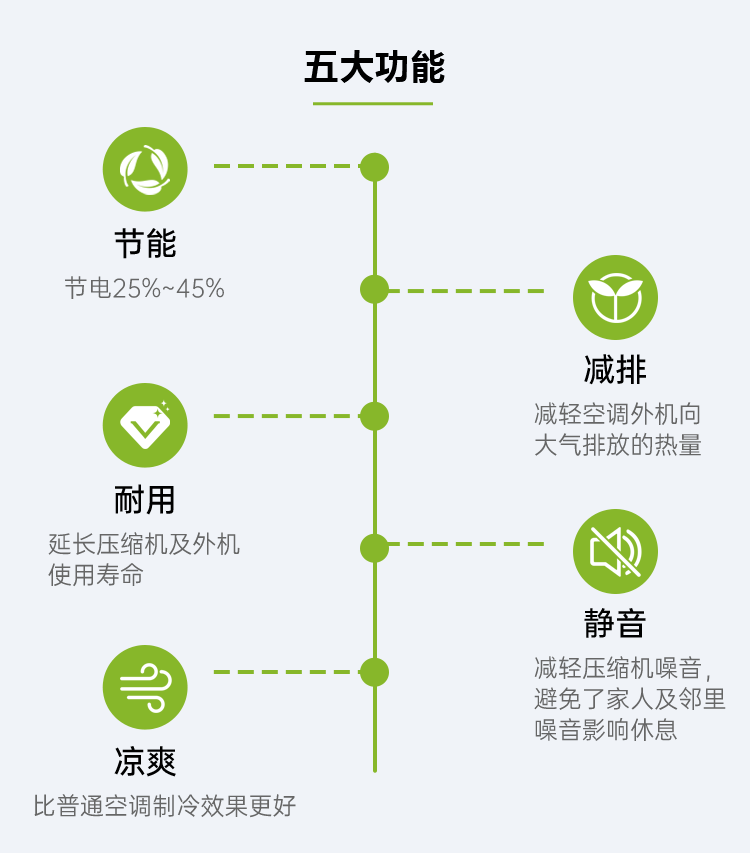 五大功能
节能
节电25%~45%
减排
减轻空调外机向
大气排放的热量
耐用
延长压缩机及外机
使用寿命
静音
减轻压缩机噪音，
避免了家人及邻里
噪音影响休息
凉爽
比普通空调制冷效果更好